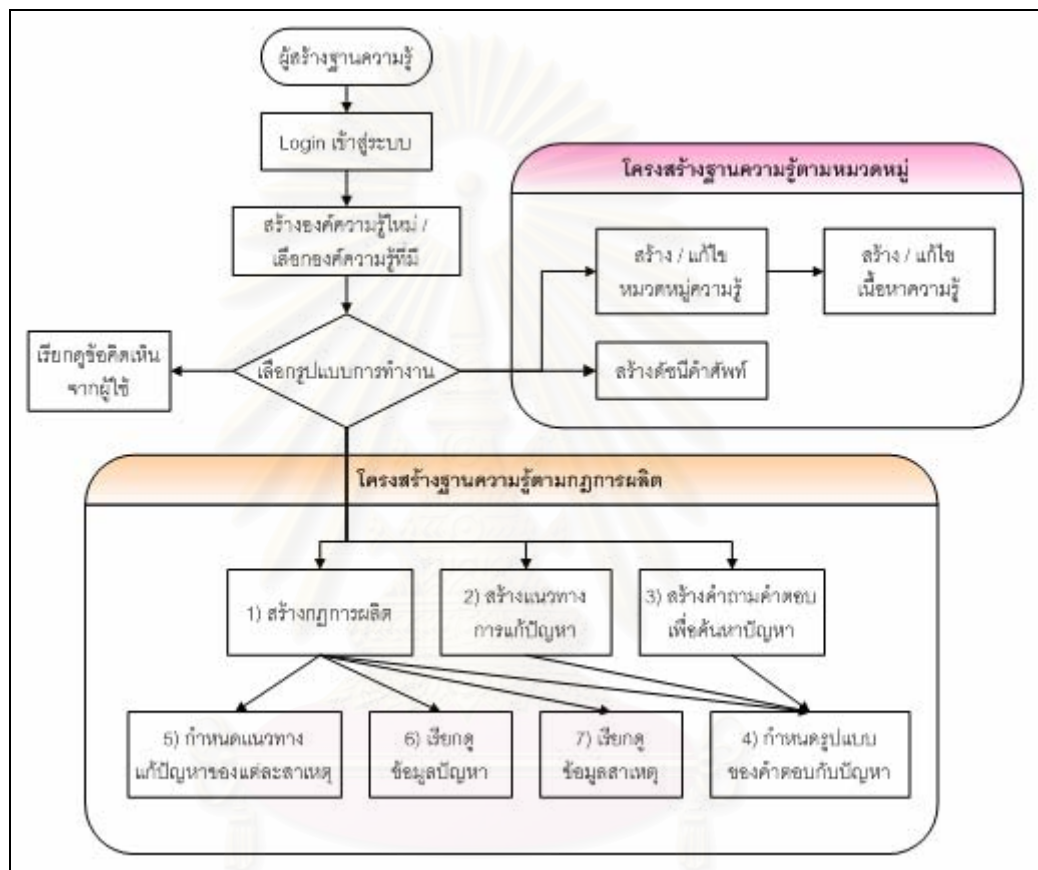 ผู้สร้างฐานความรู้
Login เข้าสู่ระบบ
สร้างองค์ความรู้ใหม่ /
เลือกองค์ความรู้ที่มี
เลือกรูปแบบการทำงาน
เรียกดูข้อคิดเห็น
จากผู้ใช้
โครงสร้างฐานความรู้ตามหมวดหมู่
สร้าง / แก้ไข
หมวดหมู่ความรู้
สร้าง / แก้ไข
เนื้อหาความรู้
สร้างดัชนีคำศัพท์
โครงสร้างฐานความรู้ตามกฎการผลิต
1) สร้างกฎการผลิต
2) สร้างแนวทาง
การแก้ปัญหา
3) สร้างคำถามคำตอบ
เพื่อค้นหาปัญหา
5) กำหนดแนวทาง
แก้ปัญหาของแต่ละสาเหตุ
6) เรียกดู
ข้อมูลปัญหา
7) เรียกดู
ข้อมูลสาเหตุ
4) กำหนดรูปแบบ
ของคำตอบกับปัญหา